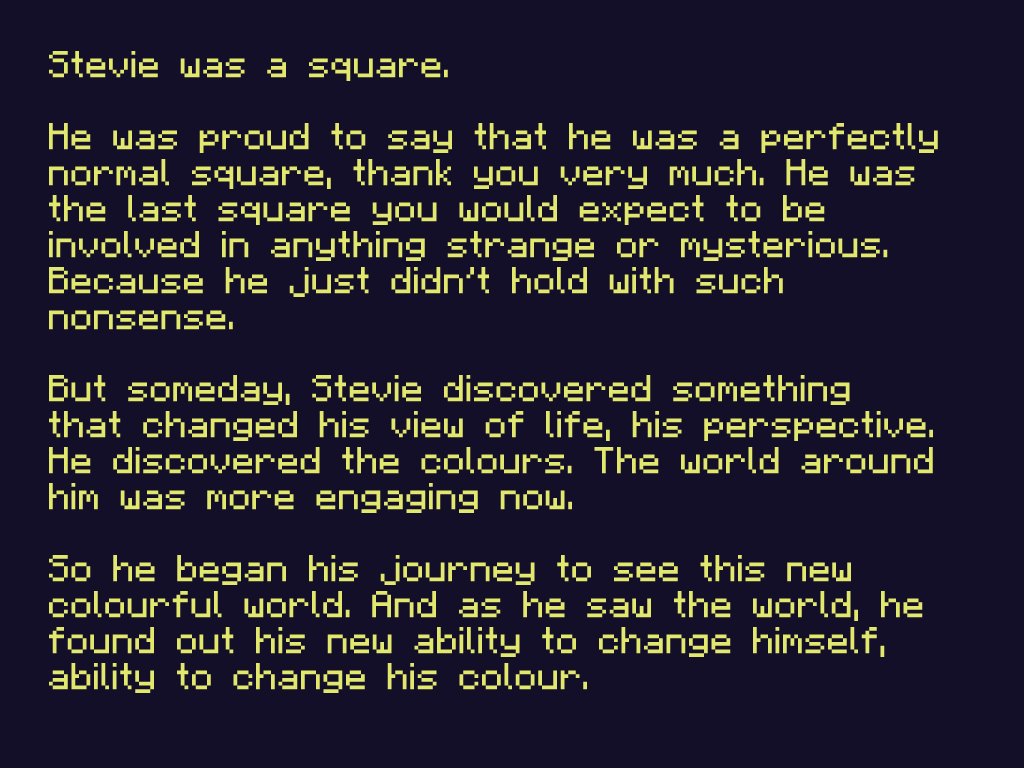 Stevie was a square.
He was proud to say that he was a perfectly
normal square, thank you very much. He was
the last square you would expect to be
involved in anything strange or mysterious.
Because he just didn't hold with such
nonsense.
But someday, Stevie discovered something
that changed his view of life, his perspective.
He discovered the colours. The world around
him was more engaging now.
So he began his journey to see this new
colourful world. And as he saw the world, he
found out his new ability to change himself,
ability to change his colour.